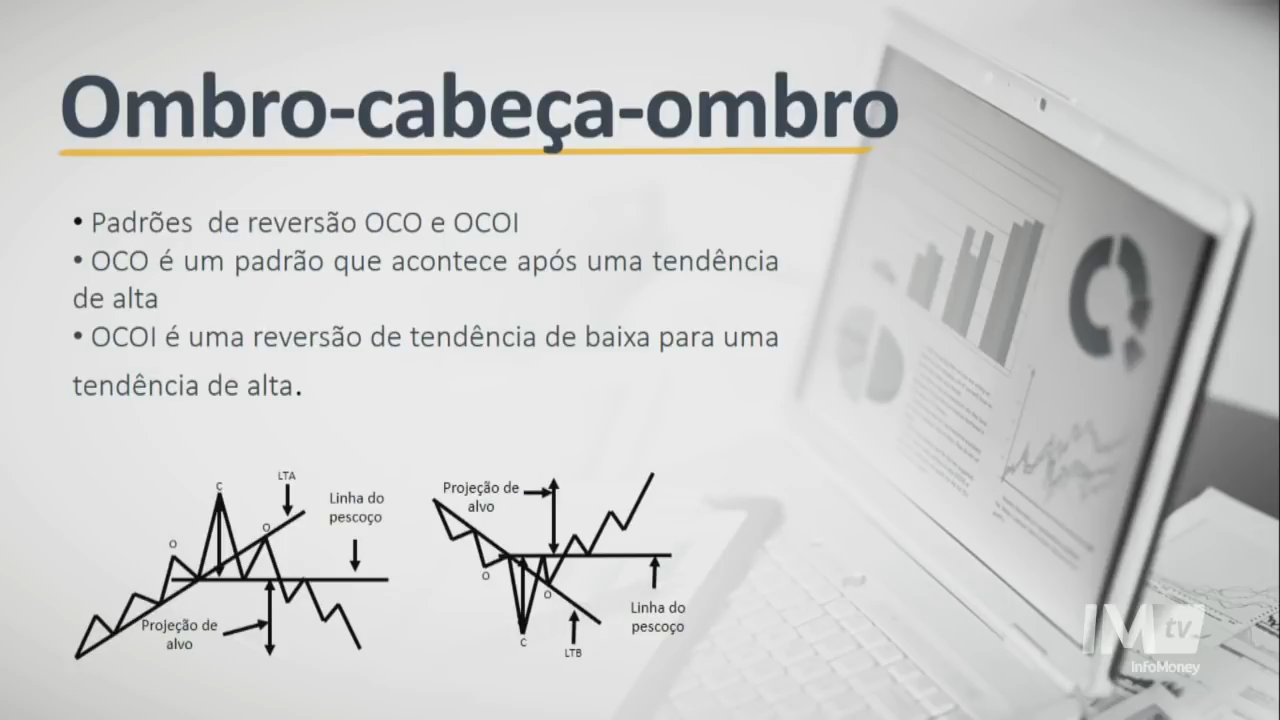 Ombro-cabeça-ombro
• Padrões de reversão OCO e OCOI
• OCO é um padrão que acontece após uma tendência
de alta
• OCOI é uma reversão de tendência de baixa para uma
tendência de alta.
LTA
C
Linha do
pescoço
O
O
Projeção de
alvo
Projeção de
alvo
O
O
C
LTB
Linha do
pescoço
IM tv
InfoMoney